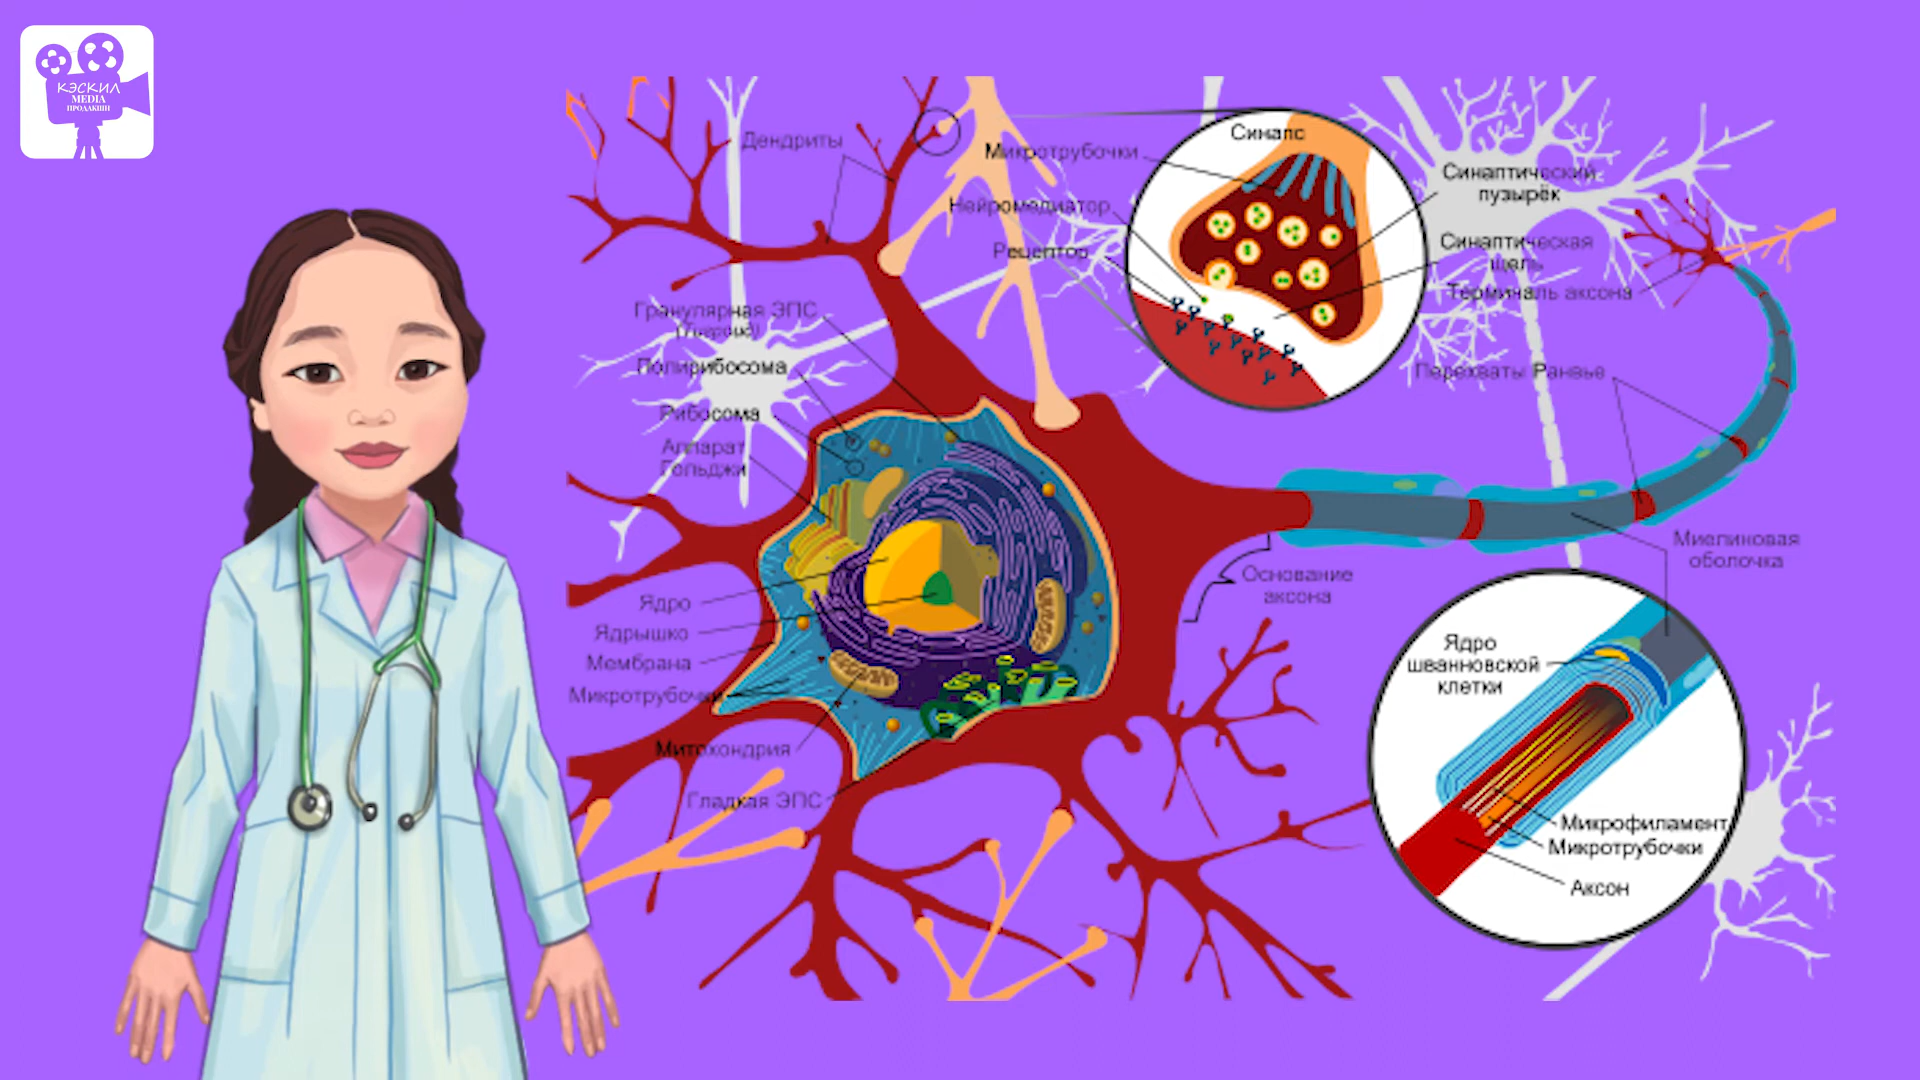 КЭСКИЛ
MEDIA
ПРОДАКШН
Дендриты
Синапс
Микротрубочки
Нейромедиатор
Рецептор
Синаптический
пузырёк
Синаптическая
щель
Терминаль аксона
Перехваты Ранвье
Гранулярная ЭПС
Полирибосома
Рибосома
Аппарат
Гольджи
Ядро
Ядрышко
Мембрана
Микротрубочки
Митохондрия
Гладкая ЭПС
Основание
аксона
Миелиновая
оболочка
Ядро
шванновской
клетки
Микрофиламент
Микротрубочки
Аксон